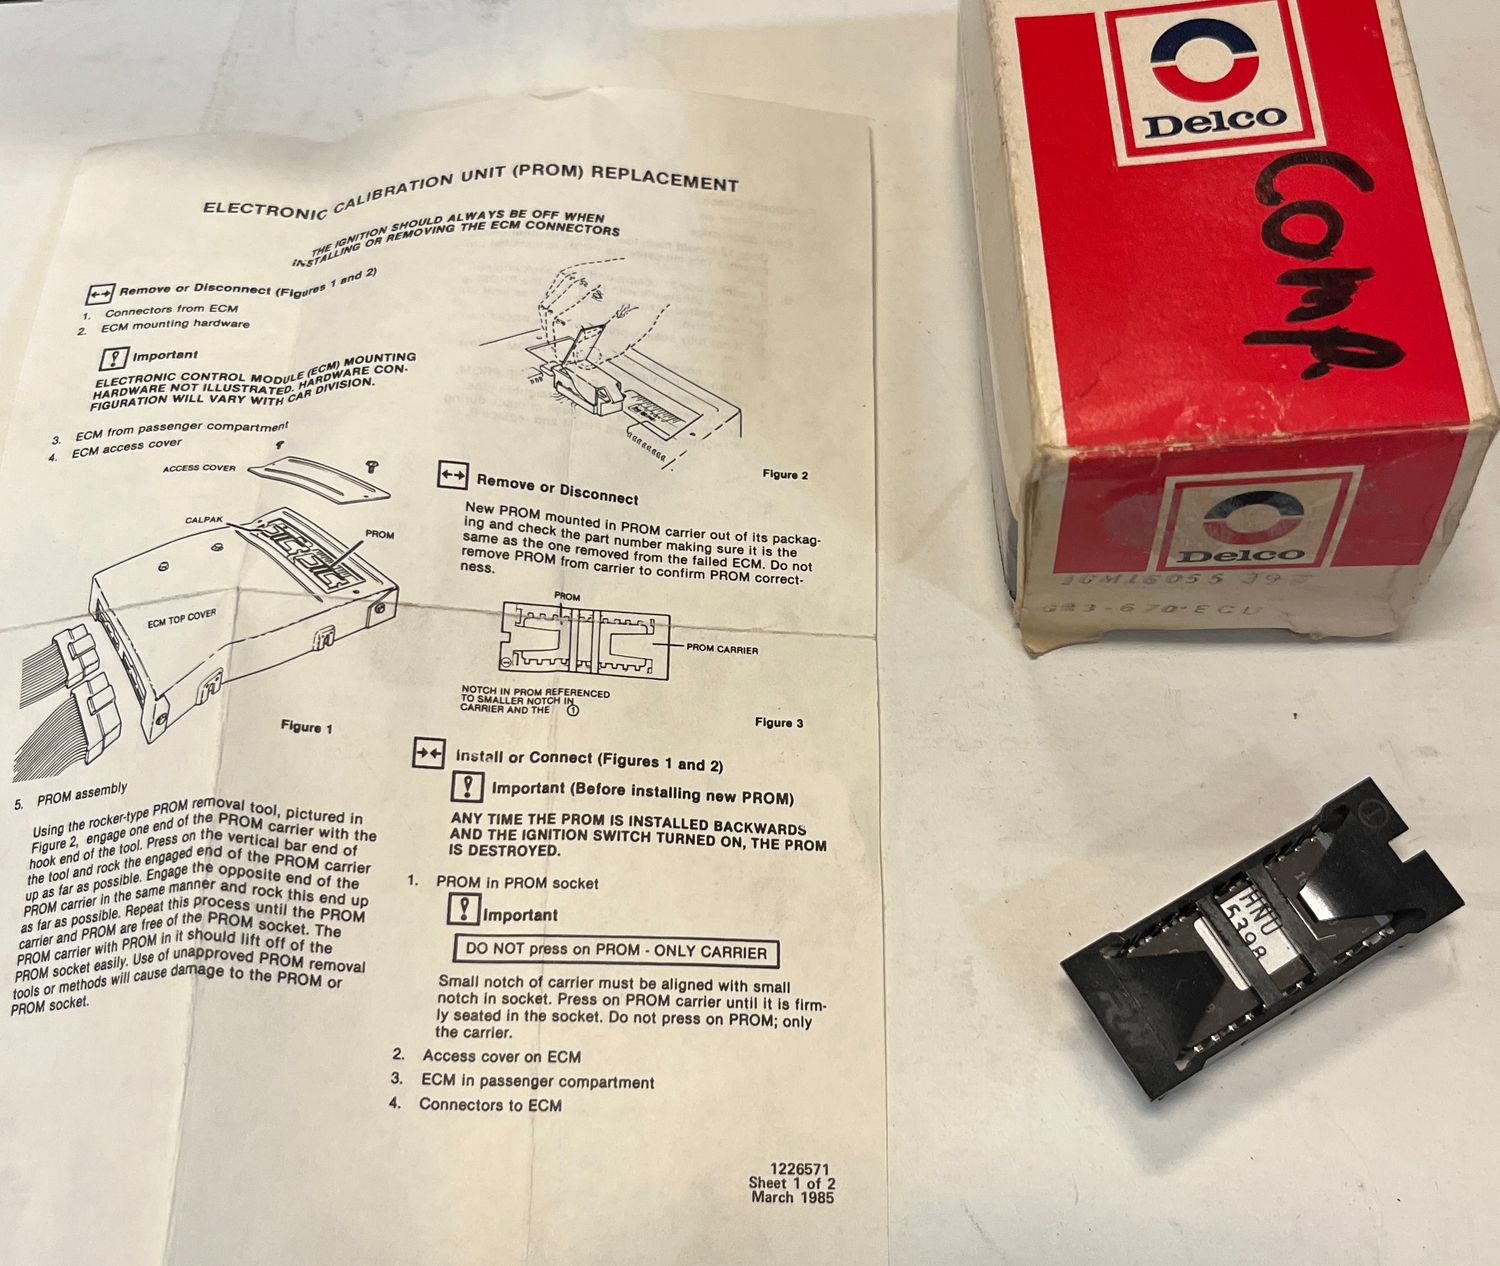 ELECTRONIC CALIBRATION UNIT (PROM) REPLACEMENT
THE IGNITION SHOULD ALWAYS BE OFF WHEN
INSTALLING OR REMOVING THE ECM CONNECTORS
Remove or Disconnect (Figures 1 and 2)
1. Connectors from ECM
2. ECM mounting hardware
! Important
ELECTRONIC CONTROL MODULE (ECM) MOUNTING
HARDWARE NOT ILLUSTRATED. HARDWARE CON-
FIGURATION WILL VARY WITH CAR DIVISION.
3. ECM from passenger compartment
4. ECM access cover
ACCESS COVER
CALPAK
PROM
ECM TOP COVER
Figure 1
5. PROM assembly
Using the rocker-type PROM removal tool, pictured in
Figure 2, engage one end of the PROM carrier with the
hook end of the tool. Press on the vertical bar end of
the tool and rock the engaged end of the PROM carrier
up as far as possible. Engage the opposite end of the
PROM carrier in the same manner and rock this end up
as far as possible. Repeat this process until the PROM
carrier and PROM are free of the PROM socket. The
PROM carrier with PROM in it should lift off of the
PROM socket easily. Use of unapproved PROM removal
tools or methods will cause damage to the PROM or
PROM socket.
Figure 2
Remove or Disconnect
New PROM mounted in PROM carrier out of its packag-
ing and check the part number making sure it is the
same as the one removed from the failed ECM. Do not
remove PROM from carrier to confirm PROM correct-
ness.
PROM
PROM CARRIER
NOTCH IN PROM REFERENCED
TO SMALLER NOTCH IN
CARRIER AND THE ①
Figure 3
Install or Connect (Figures 1 and 2)
! Important (Before installing new PROM)
ANY TIME THE PROM IS INSTALLED BACKWARDS
AND THE IGNITION SWITCH TURNED ON, THE PROM
IS DESTROYED.
1. PROM in PROM socket
! Important
DO NOT press on PROM - ONLY CARRIER
Small notch of carrier must be aligned with small
notch in socket. Press on PROM carrier until it is firm-
ly seated in the socket. Do not press on PROM; only
the carrier.
2. Access cover on ECM
3. ECM in passenger compartment
4. Connectors to ECM
1226571
Sheet 1 of 2
March 1985
Delco
Comp
Delco
GR3-670-ECU
HNU
5398